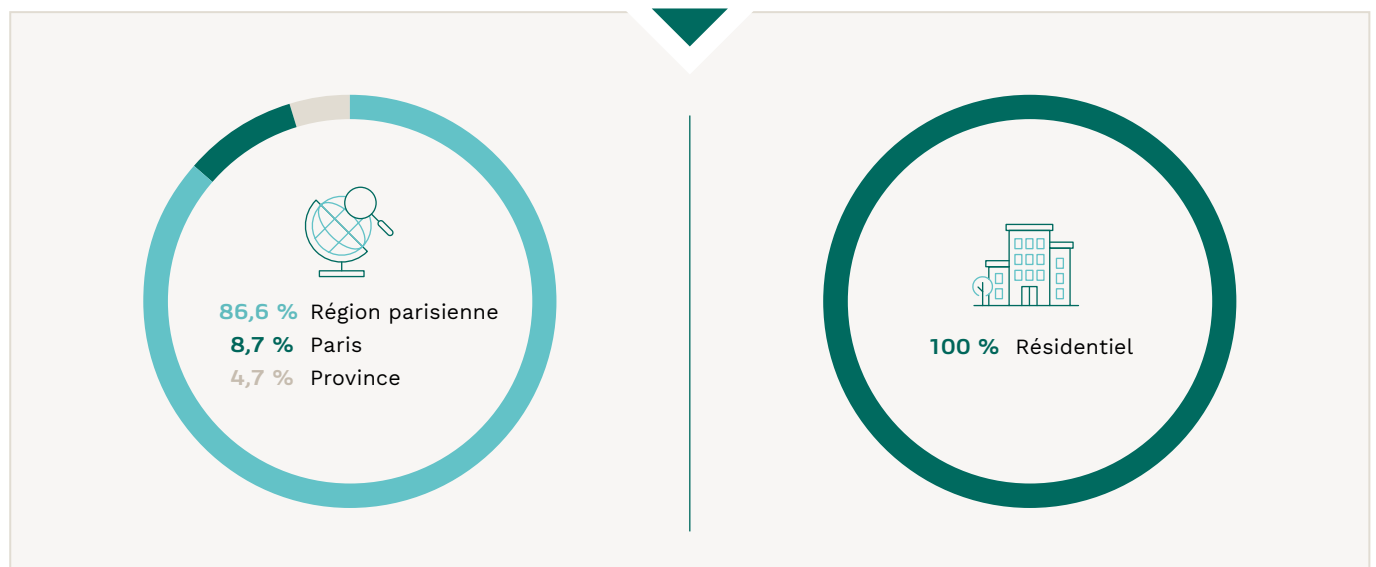 86,6 % Région parisienne
8,7 % Paris
4,7 % Province
100 % Résidentiel